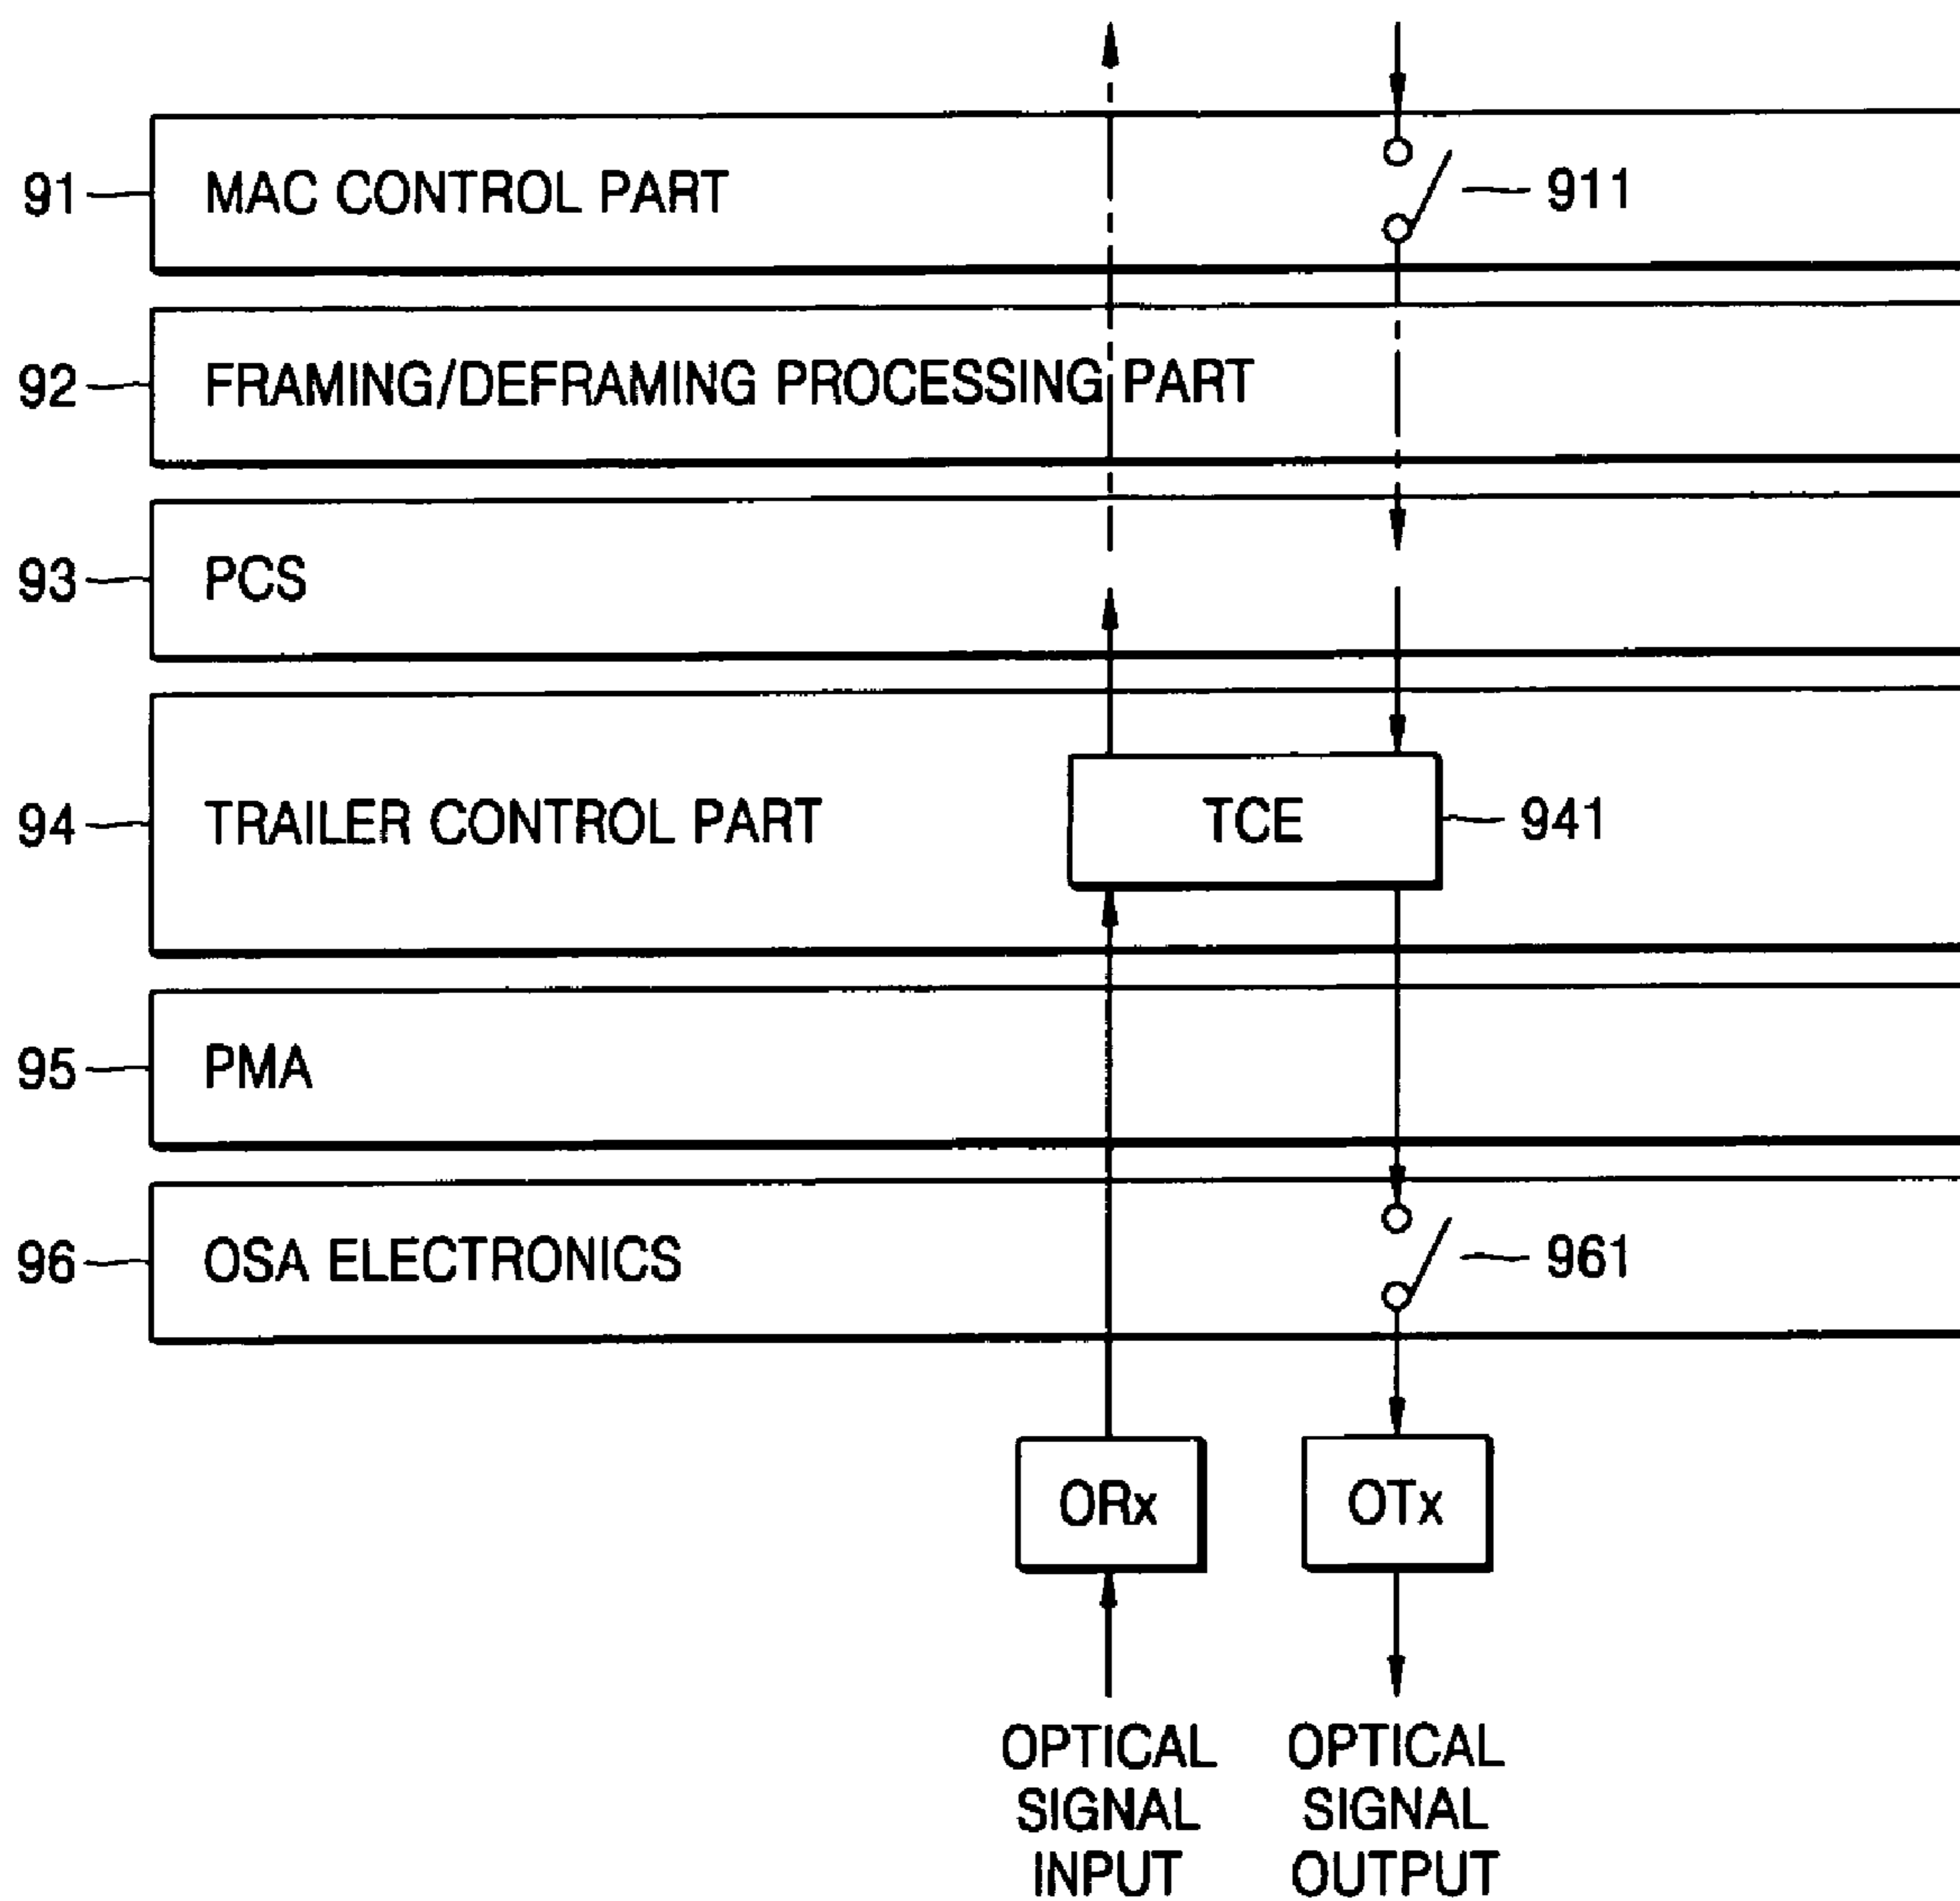 91
MAC CONTROL PART
911
92
FRAMING/DEFRAMING PROCESSING PART
93
PCS
94
TRAILER CONTROL PART
TCE
941
95
PMA
96
OSA ELECTRONICS
961
ORx
OTx
OPTICAL
SIGNAL
INPUT
OPTICAL
SIGNAL
OUTPUT